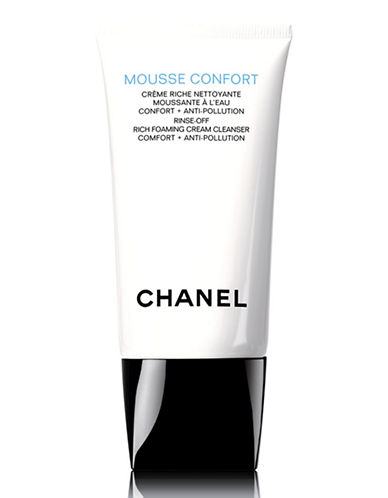 MOUSSE CONFORT
CRÈME RICHE NETTOYANTE
MOUSSANTE À L'EAU
CONFORT + ANTI-POLLUTION
RINSE-OFF
RICH FOAMING CREAM CLEANSER
COMFORT + ANTI-POLLUTION
CHANEL